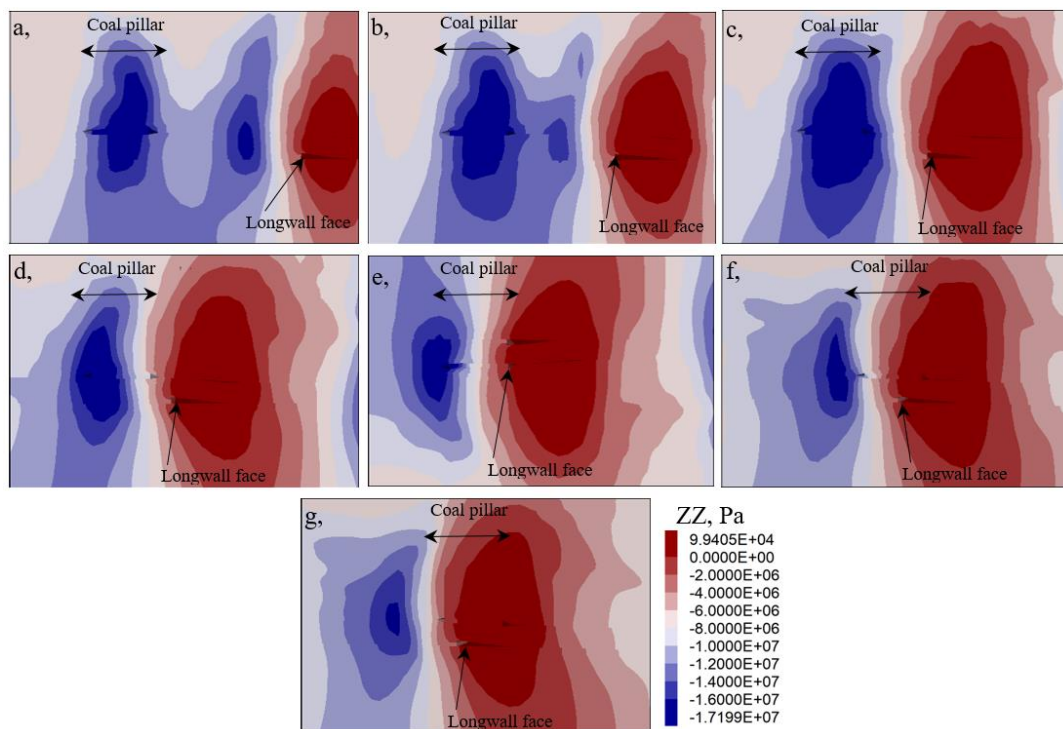 a,
Coal pillar
Longwall face
b,
Coal pillar
Longwall face
c,
Coal pillar
Longwall face
d,
Coal pillar
Longwall face
e,
Coal pillar
Longwall face
f,
Coal pillar
Longwall face
g,
Coal pillar
Longwall face
ZZ, Pa
9.9405E+04
0.0000E+00
-2.0000E+06
-4.0000E+06
-6.0000E+06
-8.0000E+06
-1.0000E+07
-1.2000E+07
-1.4000E+07
-1.6000E+07
-1.7199E+07